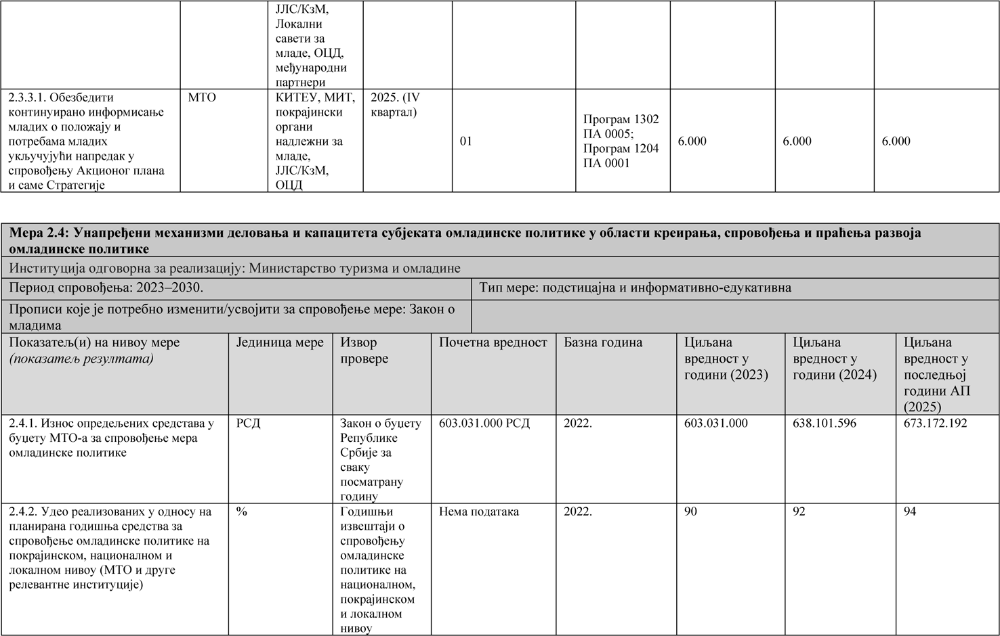 ЈЛС/КзМ,
Локални
савети за
младе, ОЦД,
међународни
партнери
2.3.3.1. Обезбедити
континуирано информисање
младих о положају и
потребама младих
укључујући напредак у
спровођењу Акционог плана
и саме Стратегије
МТО
КИТЕУ, МИТ,
покрајински
органи
надлежни за
младе,
ЈЛС/КзМ,
ОЦД
2025. (IV
квартал)
01
Програм 1302
ПА 0005;
Програм 1204
ПА 0001
6.000
6.000
6.000
Мера 2.4: Унапређени механизми деловања и капацитета субјеката омладинске политике у области креирања, спровођења и праћења развоја
омладинске политике
Институција одговорна за реализацију: Министарство туризма и омладине
Период спровођења: 2023–2030.
Тип мере: подстицајна и информативно-едукативна
Прописи које је потребно изменити/усвојити за спровођење мере: Закон о
младима
Показатељ(и) на нивоу мере
(показатељ резултата)
Јединица мере
Извор
провере
Почетна вредност
Базна година
Циљана
вредност у
години (2023)
Циљана
вредност у
години (2024)
Циљана
вредност у
последњој
години АП
(2025)
2.4.1. Износ опредељених средстава у
буџету МТО-а за спровођење мера
омладинске политике
РСД
Закон о буџету
Републике
Србије за
сваку
посматрану
годину
603.031.000 РСД
2022.
603.031.000
638.101.596
673.172.192
2.4.2. Удео реализованих у односу на
планирана годишња средства за
спровођење омладинске политике на
покрајинском, националном и
локалном нивоу (МТО и друге
релевантне институције)
%
Годишњи
извештаји о
спровођењу
омладинске
политике на
националном,
покрајинском
и локалном
нивоу
Нема података
2022.
90
92
94